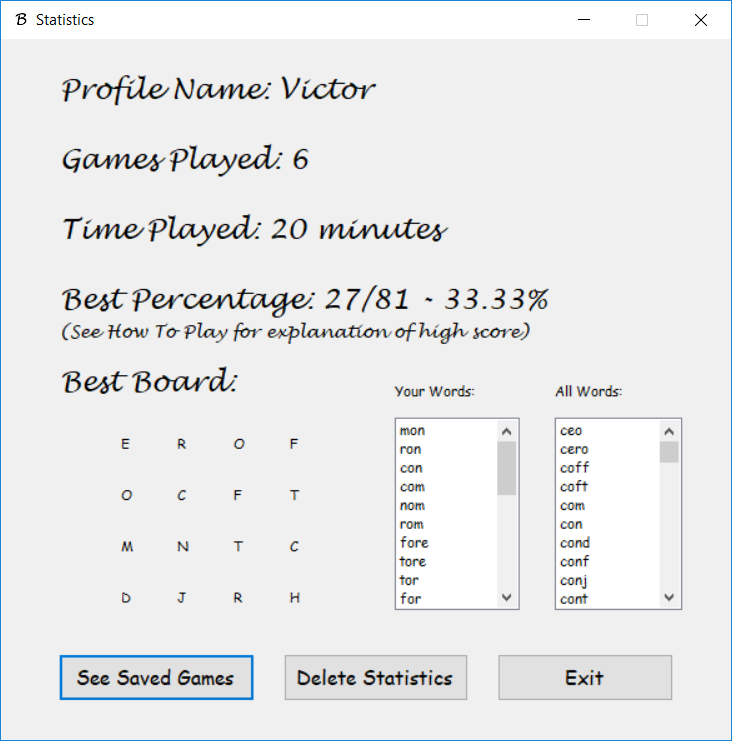 B Statistics
Profile Name: Victor
Games Played: 6
Time Played: 20 minutes
Best Percentage: 27/81 - 33.33%
(See How To Play for explanation of high score)
Best Board:
E R O F
O C F T
M N T C
D J R H
Your Words:
mon
ron
con
com
nom
rom
fore
tore
tor
for
All Words:
ceo
cero
coff
coft
com
con
cond
conf
conj
cont
See Saved Games
Delete Statistics
Exit